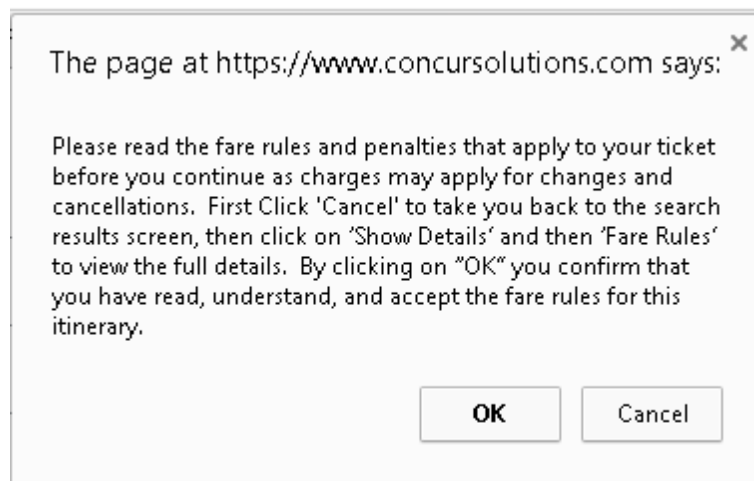 The page at https://www.concursolutions.com says:
Please read the fare rules and penalties that apply to your ticket
before you continue as charges may apply for changes and
cancellations.  First Click 'Cancel' to take you back to the search
results screen, then click on 'Show Details' and then 'Fare Rules'
to view the full details.  By clicking on "OK" you confirm that
you have read, understand, and accept the fare rules for this
itinerary.
OK Cancel